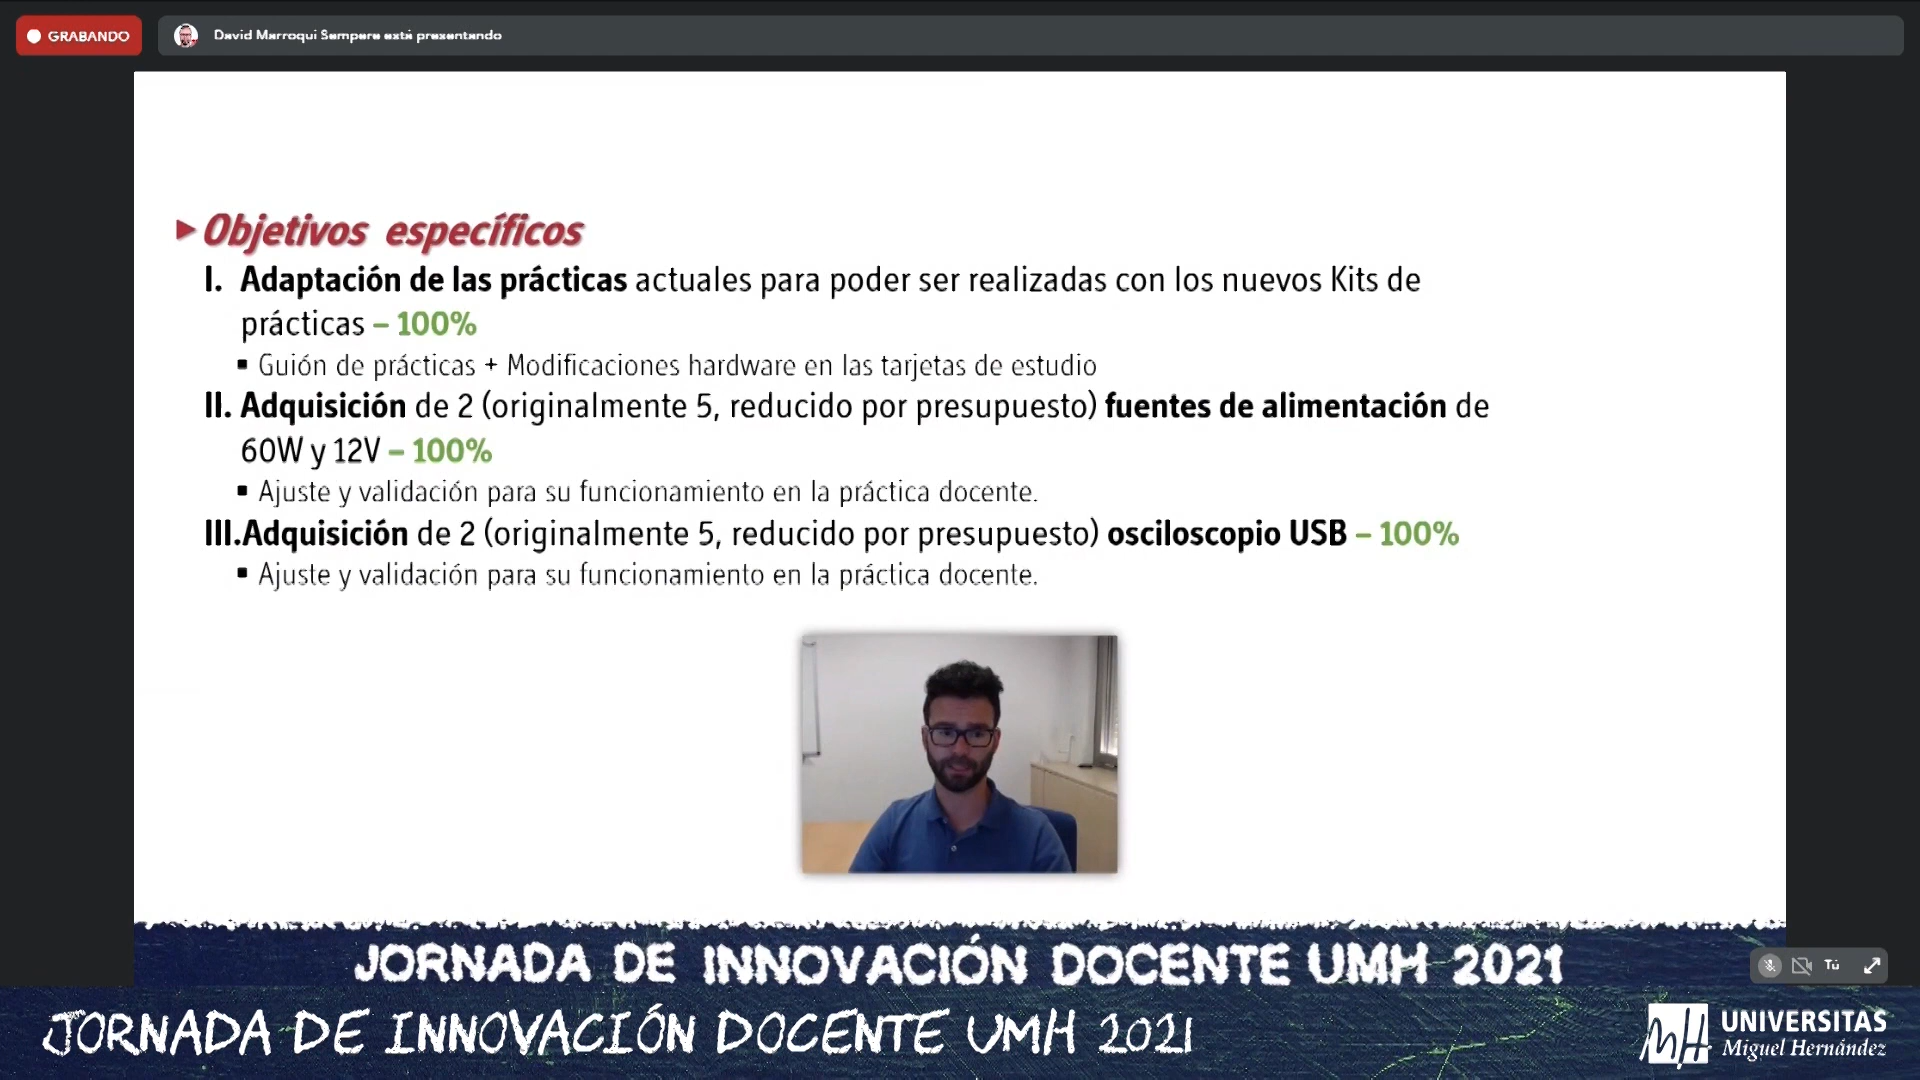 GRABANDO
David Marroqui Sempere está presentando
Objetivos específicos
I. Adaptación de las prácticas actuales para poder ser realizadas con los nuevos Kits de
prácticas – 100%
▪ Guión de prácticas + Modificaciones hardware en las tarjetas de estudio
II. Adquisición de 2 (originalmente 5, reducido por presupuesto) fuentes de alimentación de
60W y 12V – 100%
▪ Ajuste y validación para su funcionamiento en la práctica docente.
III.Adquisición de 2 (originalmente 5, reducido por presupuesto) osciloscopio USB – 100%
▪ Ajuste y validación para su funcionamiento en la práctica docente.
JORNADA DE INNOVACIÓN DOCENTE UMH 2021
Tú
JORNADA DE INNOVACIÓN DOCENTE UMH 2021
UNIVERSITAS
Miguel Hernández